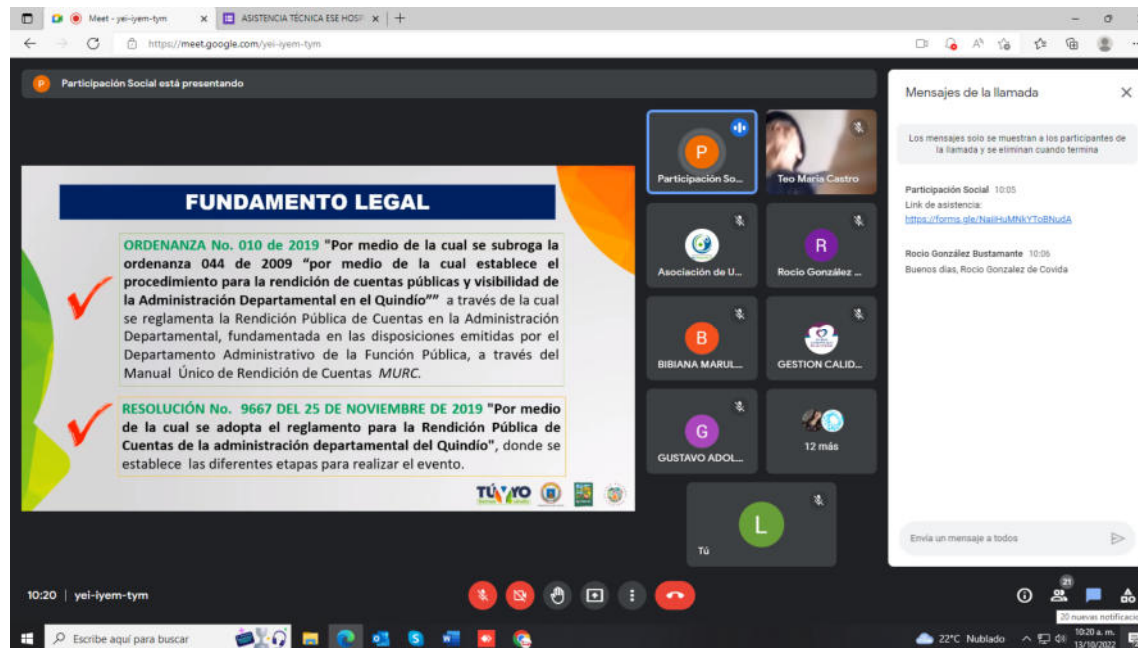 Meet - yei-iyem-tym
ASISTENCIA TÉCNICA ESE HOSP
https://meet.google.com/yei-iyem-tym
P Participación Social está presentando
FUNDAMENTO LEGAL
ORDENANZA No. 010 de 2019 "Por medio de la cual se subroga la
ordenanza 044 de 2009 “por medio de la cual establece el
procedimiento para la rendición de cuentas públicas y visibilidad de
la Administración Departamental en el Quindío”" a través de la cual
se reglamenta la Rendición Pública de Cuentas en la Administración
Departamental, fundamentada en las disposiciones emitidas por el
Departamento Administrativo de la Función Pública, a través del
Manual Único de Rendición de Cuentas MURC.
RESOLUCIÓN No. 9667 DEL 25 DE NOVIEMBRE DE 2019 "Por medio
de la cual se adopta el reglamento para la Rendición Pública de
Cuentas de la administración departamental del Quindío", donde se
establece las diferentes etapas para realizar el evento.
TÚ Y YO
P
Participación So...
Teo Maria Castro
Asociación de U...
R
Rocio González ...
B
BIBIANA MARUL...
GESTION CALID...
G
GUSTAVO ADOL...
12 más
L
Tú
Mensajes de la llamada
Los mensajes solo se muestran a los participantes de
la llamada y se eliminan cuando termina
Participación Social 10:05
Link de asistencia:
Rocio González Bustamante 10:06
Buenos dias, Rocio Gonzalez de Covida
Envía un mensaje a todos
10:20 | yei-iyem-tym
21
20 nuevas notificacio
Escribe aquí para buscar
22°C Nublado
10:20 a. m.
13/10/2022